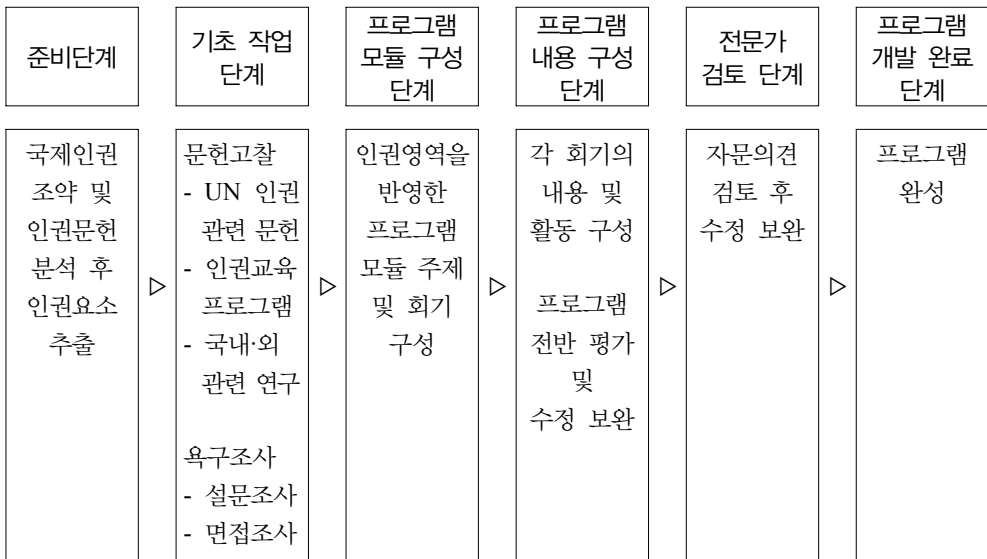 준비단계
기초 작업
단계
프로그램
모듈 구성
단계
프로그램
내용 구성
단계
전문가
검토 단계
프로그램
개발 완료
단계
국제인권
조약 및
인권문헌
분석 후
인권요소
추출
▷
문헌고찰
- UN 인권
관련 문헌
- 인권교육
프로그램
- 국내·외
관련 연구
욕구조사
- 설문조사
- 면접조사
▷
인권영역을
반영한
프로그램
모듈 주제
및 회기
구성
▷
각 회기의
내용 및
활동 구성
프로그램
전반 평가
및
수정 보완
▷
자문의견
검토 후
수정 보완
▷
프로그램
완성